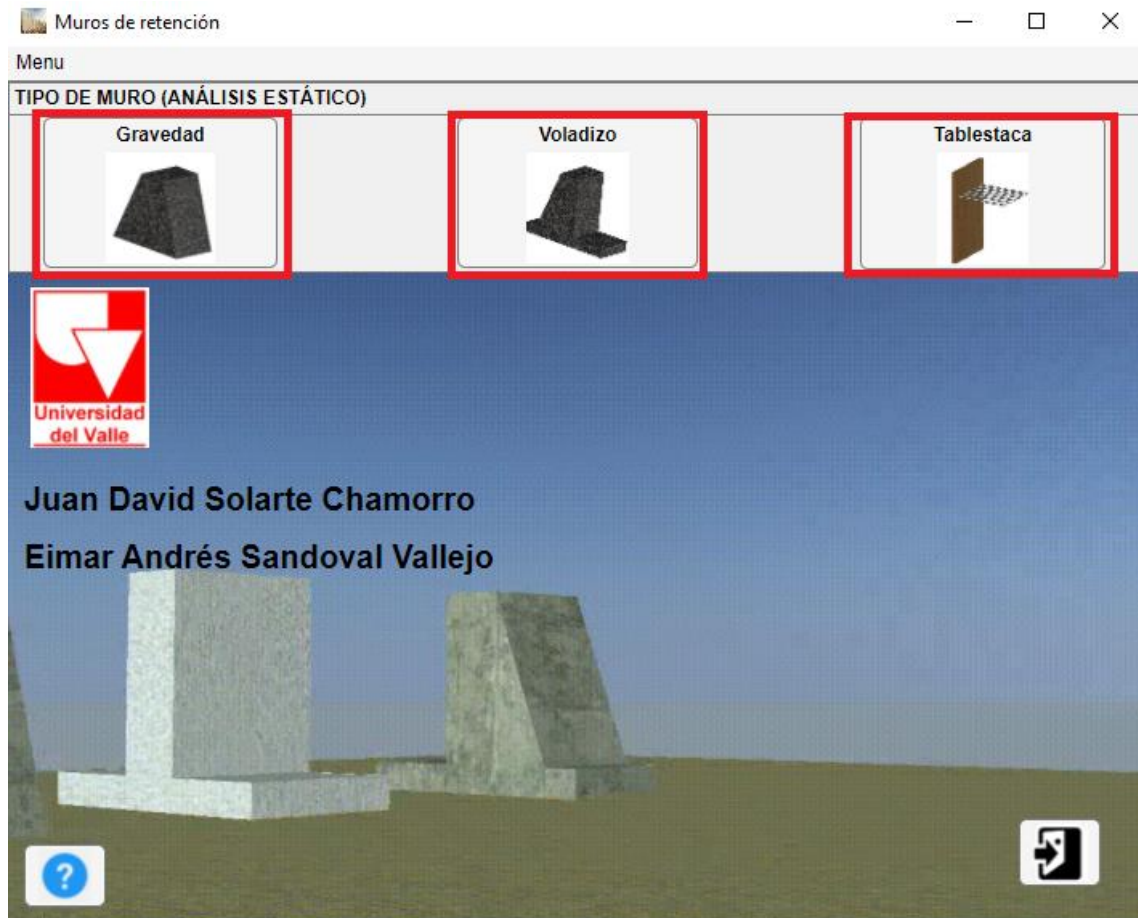 Muros de retención
Menu
TIPO DE MURO (ANÁLISIS ESTÁTICO)
Gravedad
Voladizo
Tablestaca
Universidad
del Valle
Juan David Solarte Chamorro
Eimar Andrés Sandoval Vallejo
?